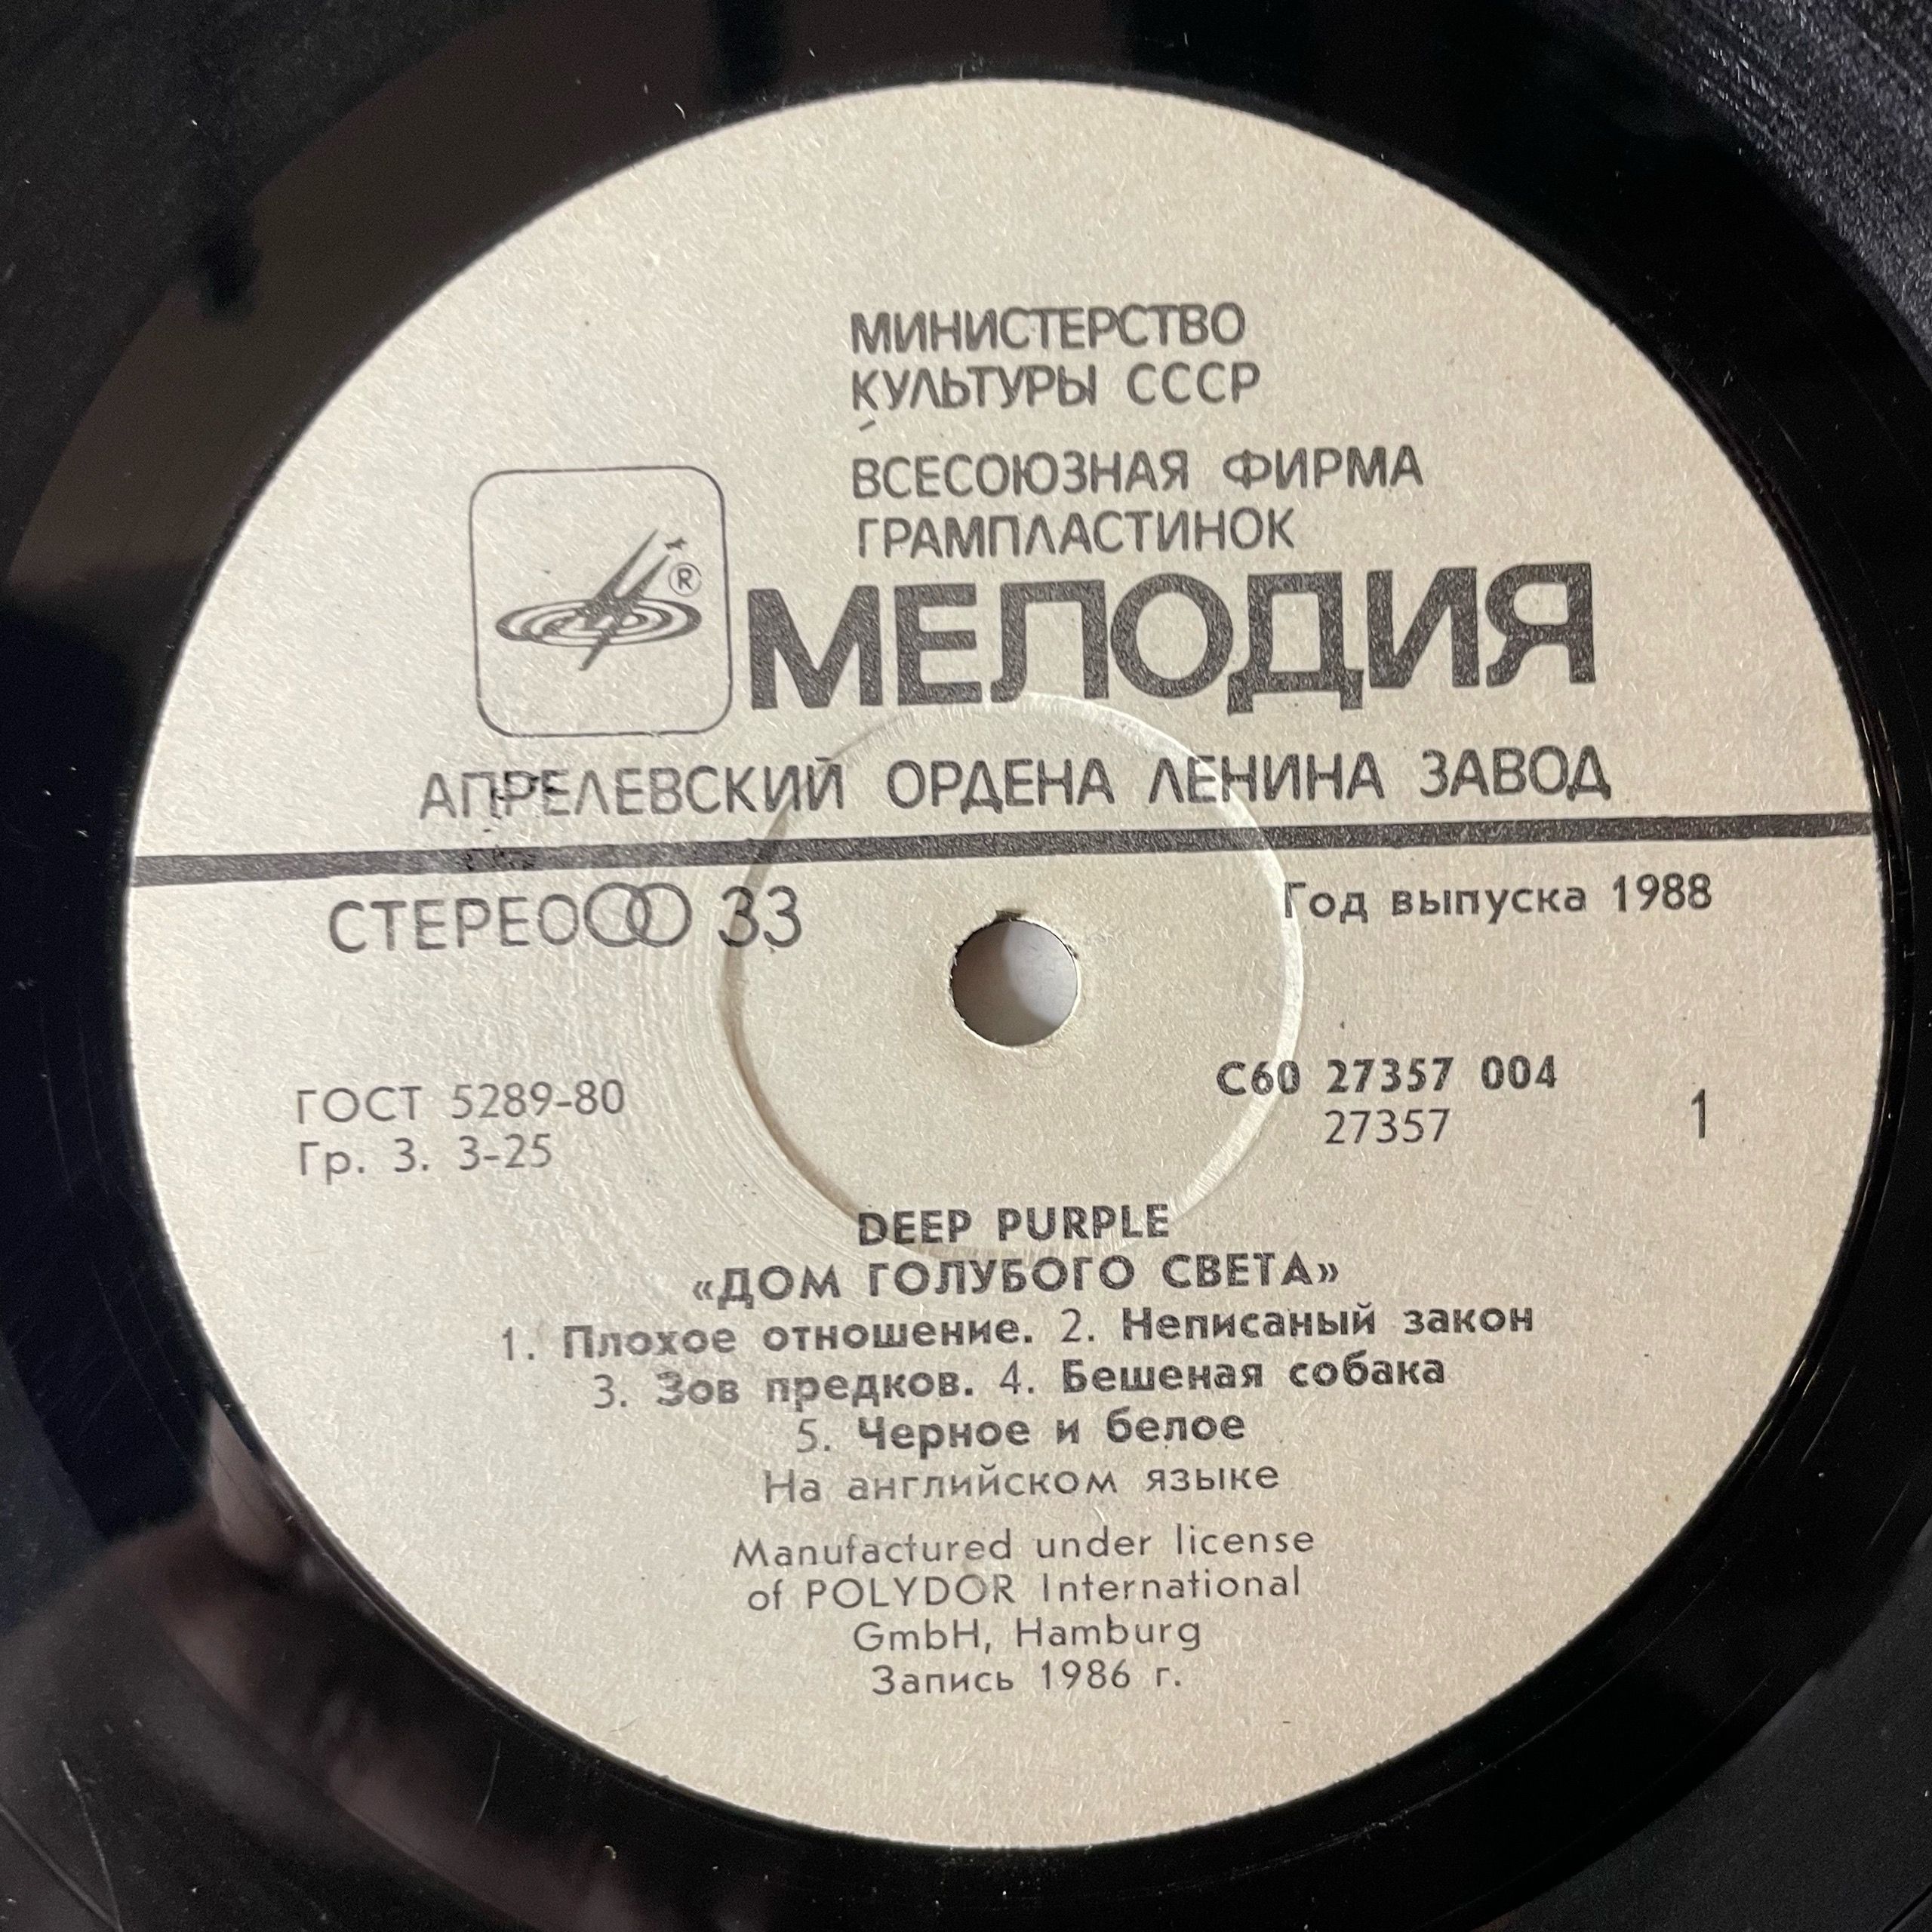 МИНИСТЕРСТВО
КУЛЬТУРЫ СССР
ВСЕСОЮЗНАЯ ФИРМА
ГРАМПЛАСТИНОК
®
МЕЛОДИЯ
АПРЕЛЕВСКИЙ ОРДЕНА ЛЕНИНА ЗАВОД
СТЕРЕО 33
Год выпуска 1988
ГОСТ 5289-80
Гр. 3. 3-25
С60 27357 004
27357
1
DEEP PURPLE
«ДОМ ГОЛУБОГО СВЕТА»
1. Плохое отношение. 2. Неписаный закон
3. Зов предков. 4. Бешеная собака
5. Черное и белое
На английском языке
Manufactured under license
of POLYDOR International
GmbH, Hamburg
Запись 1986 г.